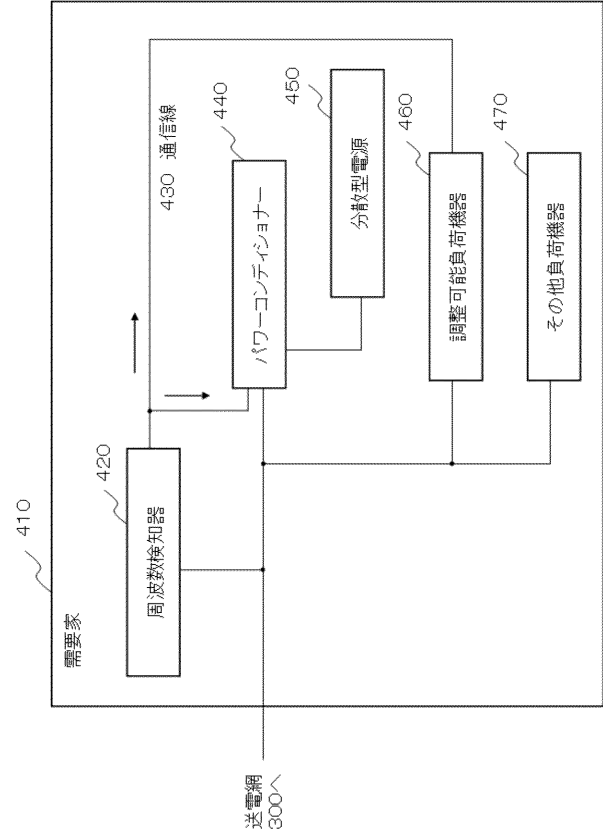 410
需要家
420
周波数検知器
430 通信線
440
パワーコンディショナー
450
分散型電源
460
調整可能負荷機器
470
その他負荷機器
送電網
300へ